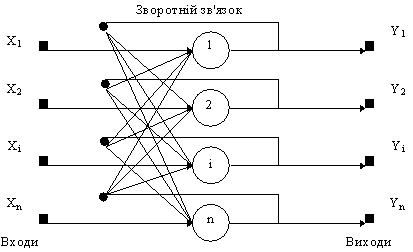 Зворотній зв'язок
X1 1 Y1
X2 2 Y2
Xi i Yi
Xn n Yn
Входи Виходи